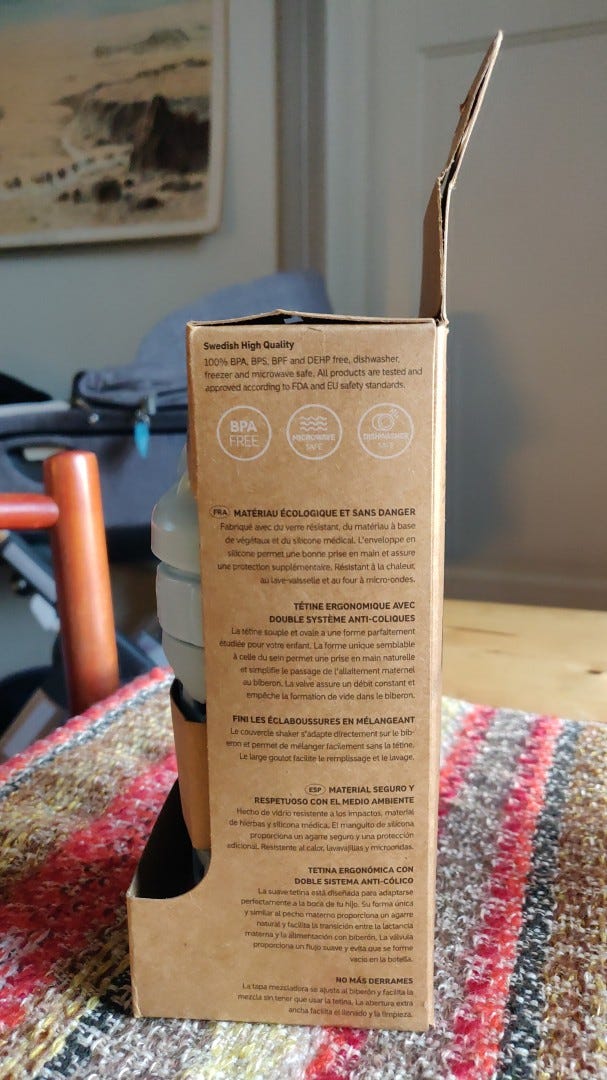 Swedish High Quality
100% BPA, BPS, BPF and DEHP free, dishwasher,
freezer and microwave safe. All products are tested and
approved according to FDA and EU safety standards.
BPA
FREE
MICROWAVE
SAFE
DISHWASHER
SAFE
FRA MATÉRIAU ÉCOLOGIQUE ET SANS DANGER
Fabriqué avec du verre résistant, du matériau à base
de végétaux et du silicone médical. L'enveloppe en
silicone permet une bonne prise en main et assure
une protection supplémentaire. Résistant à la chaleur,
au lave-vaisselle et au four à micro-ondes.
TÉTINE ERGONOMIQUE AVEC
DOUBLE SYSTÈME ANTI-COLIQUES
La tétine souple et ovale a une forme parfaitement
étudiée pour votre enfant. La forme unique semblable
à celle du sein permet une prise en main naturelle
et simplifie le passage de l'allaitement maternel
au biberon. La valve assure un débit constant et
empêche la formation de vide dans le biberon.
FINI LES ÉCLABOUSSURES EN MÉLANGEANT
Le couvercle shaker s'adapte directement sur le bib-
eron et permet de mélanger facilement sans la tétine.
Le large goulot facilite le remplissage et le lavage.
ESP MATERIAL SEGURO Y
RESPETUOSO CON EL MEDIO AMBIENTE
Hecho de vidrio resistente a los impactos, material
de hierbas y silicona médica. El manguito de silicona
proporciona un agarre seguro y una protección
adicional. Resistente al calor, lavavajillas y microondas.
TETINA ERGONÓMICA CON
DOBLE SISTEMA ANTI-CÓLICO
La suave tetina está diseñada para adaptarse
perfectamente a la boca de tu hijo. Su forma única
y similar al pecho materno proporciona un agarre
natural y facilita la transición entre la lactancia
materna y la alimentación con biberón. La válvula
proporciona un flujo suave y evita que se forme
vacío en la botella.
NO MÁS DERRAMES
La tapa mezcladora se ajusta al biberón y facilita la
mezcla sin tener que usar la tetina. La abertura extra
ancha facilita el llenado y la limpieza.